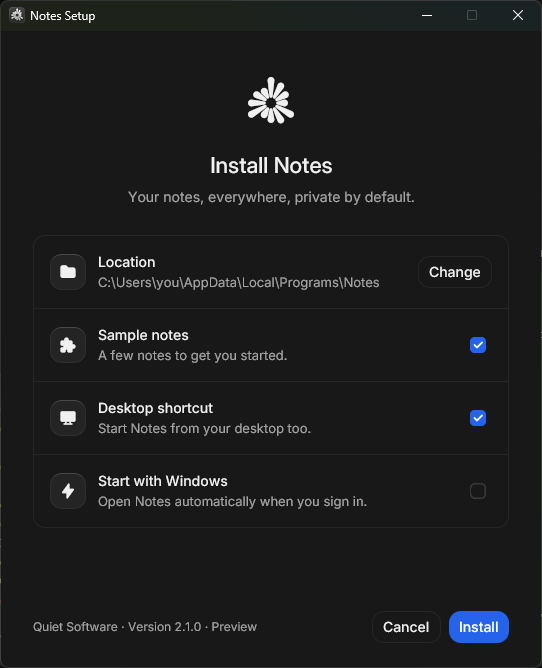 Notes Setup
Install Notes
Your notes, everywhere, private by default.
Location
C:\Users\you\AppData\Local\Programs\Notes
Change
Sample notes
A few notes to get you started.
Desktop shortcut
Start Notes from your desktop too.
Start with Windows
Open Notes automatically when you sign in.
Quiet Software · Version 2.1.0 · Preview
Cancel
Install